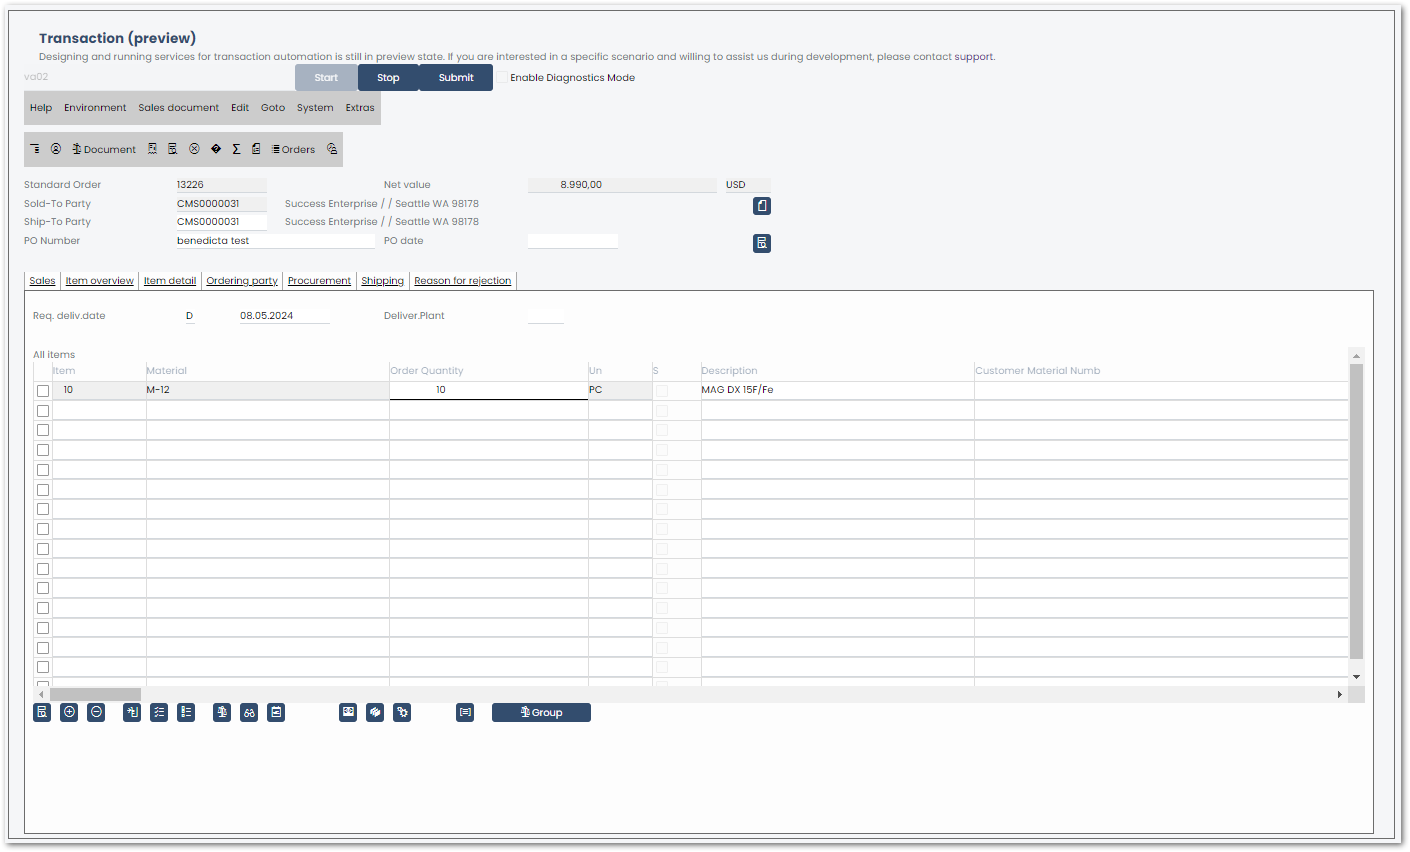 Transaction (preview)
Designing and running services for transaction automation is still in preview state. If you are interested in a specific scenario and willing to assist us during development, please contact support.
va02 Start Stop Submit Enable Diagnostics Mode
Help Environment Sales document Edit Goto System Extras
Document Orders
Standard Order 13226 Net value 8.990,00 USD
Sold-To Party CMS0000031 Success Enterprise / / Seattle WA 98178
Ship-To Party CMS0000031 Success Enterprise / / Seattle WA 98178
PO Number benedicta test PO date
Sales Item overview Item detail Ordering party Procurement Shipping Reason for rejection
Req. deliv.date D 08.05.2024 Deliver.Plant
All items
Item Material Order Quantity Un S Description Customer Material Numb
10 M-12 10 PC MAG DX 15F/Fe
Group